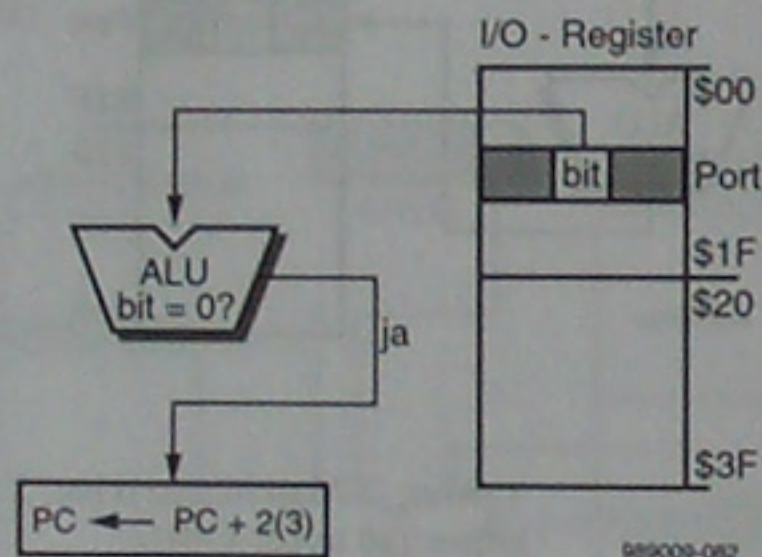 I/O - Register
$00
bit
Port
$1F
$20
$3F
ALU
bit = 0?
ja
PC ← PC + 2(3)